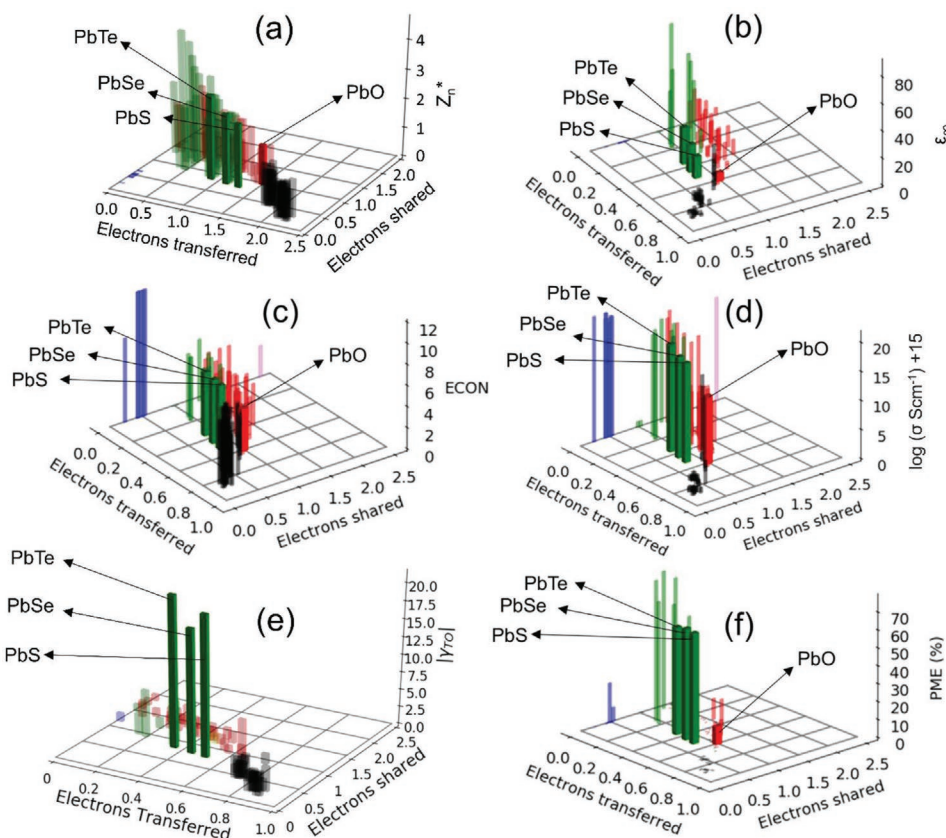 (a)
PbTe
PbSe
PbS
PbO
4
3
2
1
0
Zn*
0.0 0.5 1.0 1.5 2.0 2.5
Electrons transferred
0.0 0.5 1.0 1.5 2.0
Electrons shared
(b)
PbTe
PbSe
PbS
PbO
80
60
40
20
0
ε∞
0.0 0.2 0.4 0.6 0.8 1.0
Electrons transferred
0.0 0.5 1.0 1.5 2.0 2.5
Electrons shared
(c)
PbTe
PbSe
PbS
PbO
12
10
8
6
4
2
0
ECON
0.0 0.2 0.4 0.6 0.8 1.0
Electrons transferred
0.0 0.5 1.0 1.5 2.0 2.5
Electrons shared
(d)
PbTe
PbSe
PbS
PbO
20
15
10
5
0
log (σ Scm⁻¹) +15
0.0 0.2 0.4 0.6 0.8 1.0
Electrons transferred
0.0 0.5 1.0 1.5 2.0 2.5
Electrons shared
(e)
PbTe
PbSe
PbS
20.0
17.5
15.0
12.5
10.0
7.5
5.0
2.5
0.0
|γTO|
0 0.2 0.4 0.6 0.8 1.0
Electrons Transferred
0 0.5 1 1.5 2.0 2.5
Electrons shared
(f)
PbTe
PbSe
PbS
PbO
70
60
50
40
30
20
10
0
PME (%)
0.0 0.2 0.4 0.6 0.8 1.0
Electrons transferred
0.0 0.5 1.0 1.5 2.0 2.5
Electrons shared